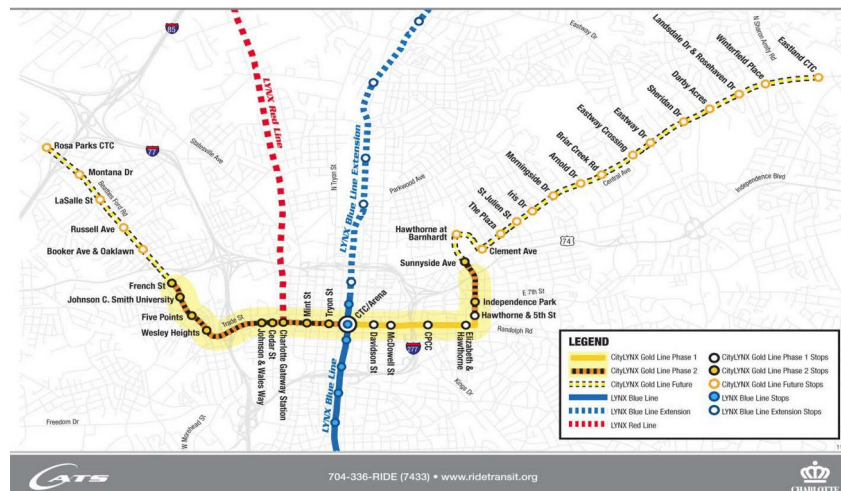 Eastway Dr
N Sharon Amity Rd
Eastland CTC
Winterfield Place
Landsdale Dr & Rosehaven Dr
Darby Acres
Sheridan Dr
Eastway Dr
Eastway Crossing
Briar Creek Rd
Arnold Dr
Morningside Dr
Iris Dr
St Julien St
The Plaza
Central Ave
Independence Blvd
85
77
Statesville Ave
LYNX Red Line
LYNX Blue Line Extension
N Tryon St
Parkwood Ave
Rosa Parks CTC
Montana Dr
Beatties Ford Rd
LaSalle St
Russell Ave
Booker Ave & Oaklawn
French St
Johnson C. Smith University
Five Points
Wesley Heights
Trade St
Hawthorne at
Barnhardt
Clement Ave
74
Sunnyside Ave
E 7th St
Independence Park
Hawthorne & 5th St
Randolph Rd
Johnson & Wales Way
Cedar St
Charlotte Gateway
Station
Mint St
Tryon St
CTC/Arena
Davidson St
McDowell St
CPCC
277
Elizabeth &
Hawthorne
Kings Dr
LYNX Blue Line
Freedom Dr
W Morehead St
LEGEND
CityLYNX Gold Line Phase 1
CityLYNX Gold Line Phase 2
CityLYNX Gold Line Future
LYNX Blue Line
LYNX Blue Line Extension
LYNX Red Line
CityLYNX Gold Line Phase 1 Stops
CityLYNX Gold Line Phase 2 Stops
CityLYNX Gold Line Future Stops
LYNX Blue Line Stops
LYNX Blue Line Extension Stops
CATS
704-336-RIDE (7433) • www.ridetransit.org
CHARLOTTE